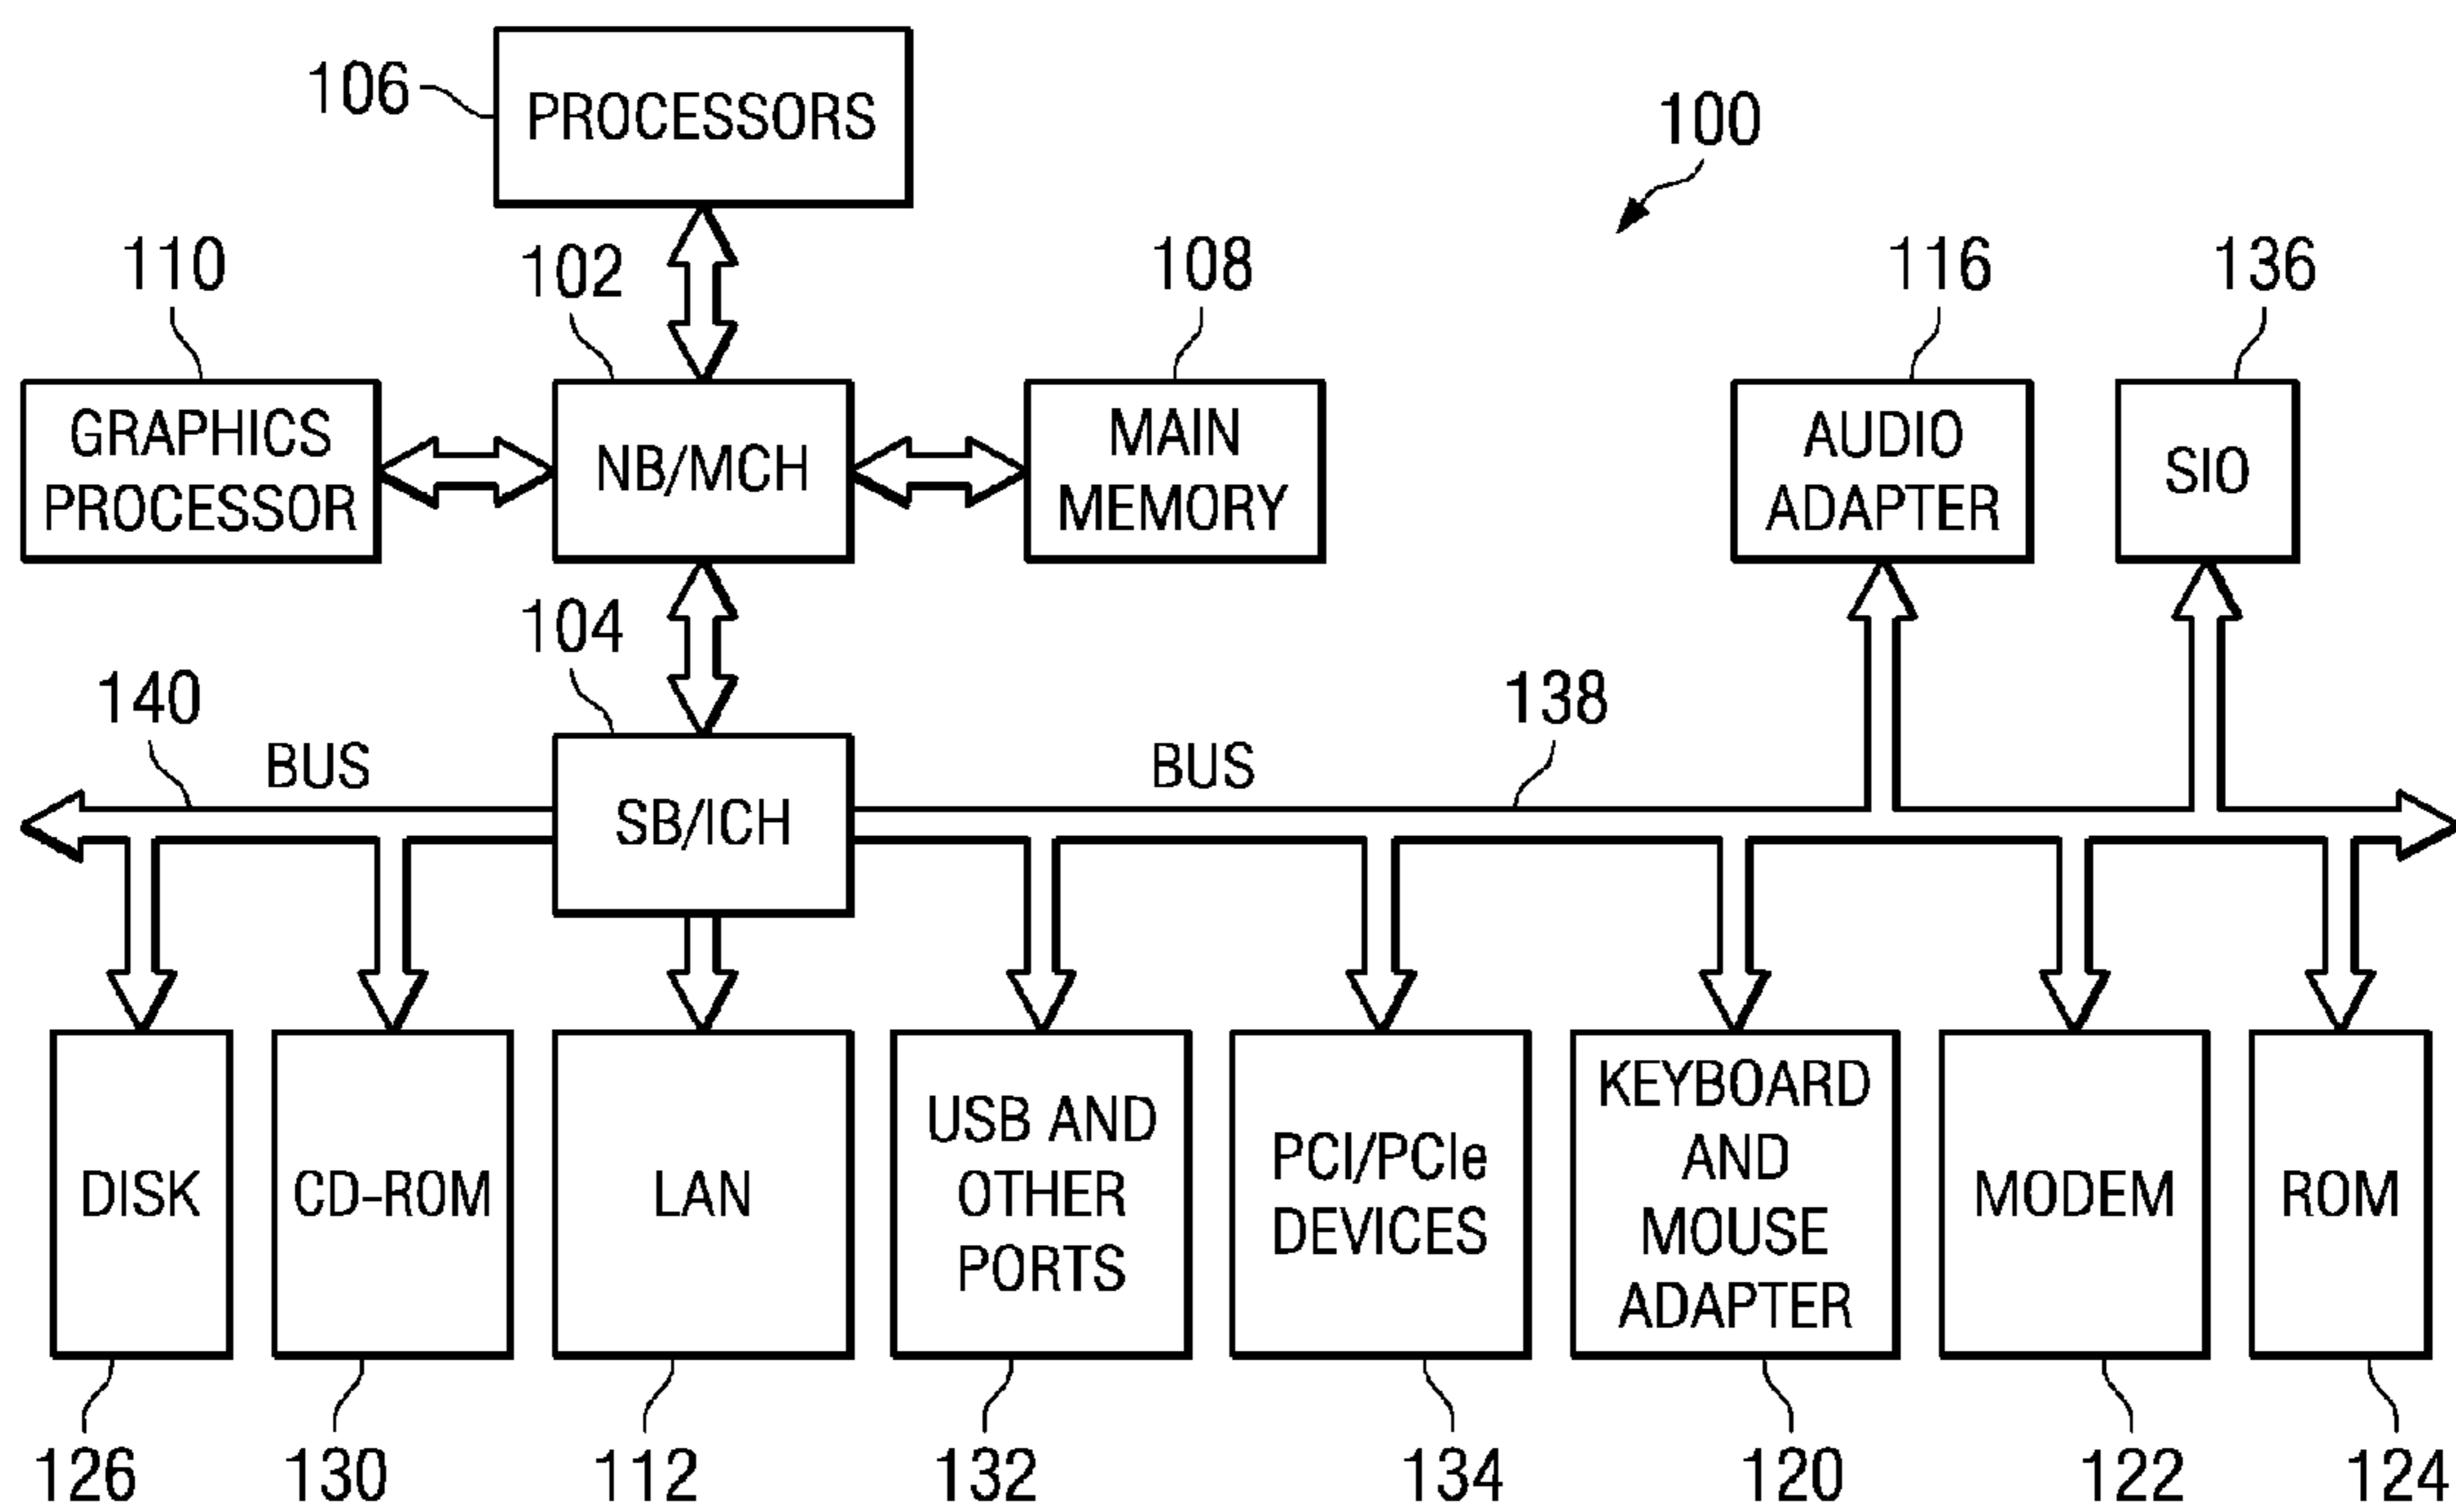 106
PROCESSORS
100
110
102
108
116
136
GRAPHICS
PROCESSOR
NB/MCH
MAIN
MEMORY
AUDIO
ADAPTER
SIO
104
140
BUS
SB/ICH
BUS
138
DISK
CD-ROM
LAN
USB AND
OTHER
PORTS
PCI/PCIe
DEVICES
KEYBOARD
AND
MOUSE
ADAPTER
MODEM
ROM
126
130
112
132
134
120
122
124